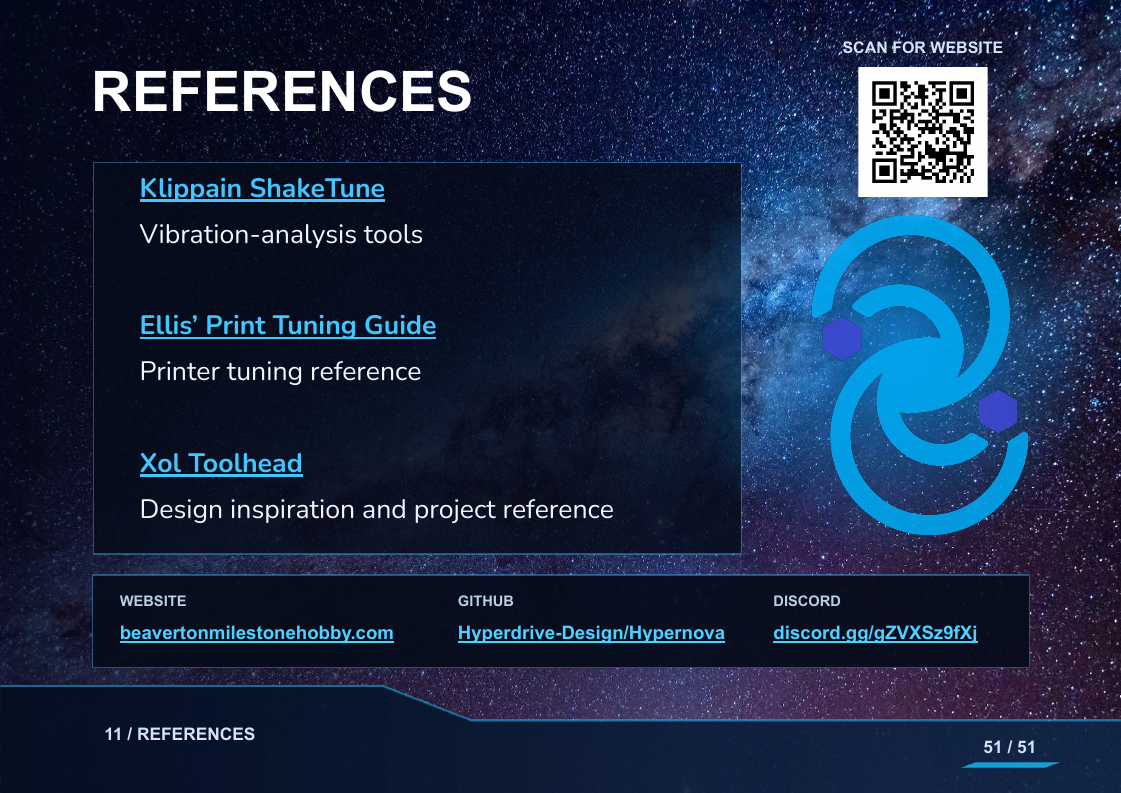 SCAN FOR WEBSITE
REFERENCES
Klippain ShakeTune
Vibration-analysis tools
Ellis’ Print Tuning Guide
Printer tuning reference
Xol Toolhead
Design inspiration and project reference
WEBSITE
beavertonmilestonehobby.com
GITHUB
Hyperdrive-Design/Hypernova
DISCORD
discord.gg/gZVXSz9fXj
11 / REFERENCES
51 / 51